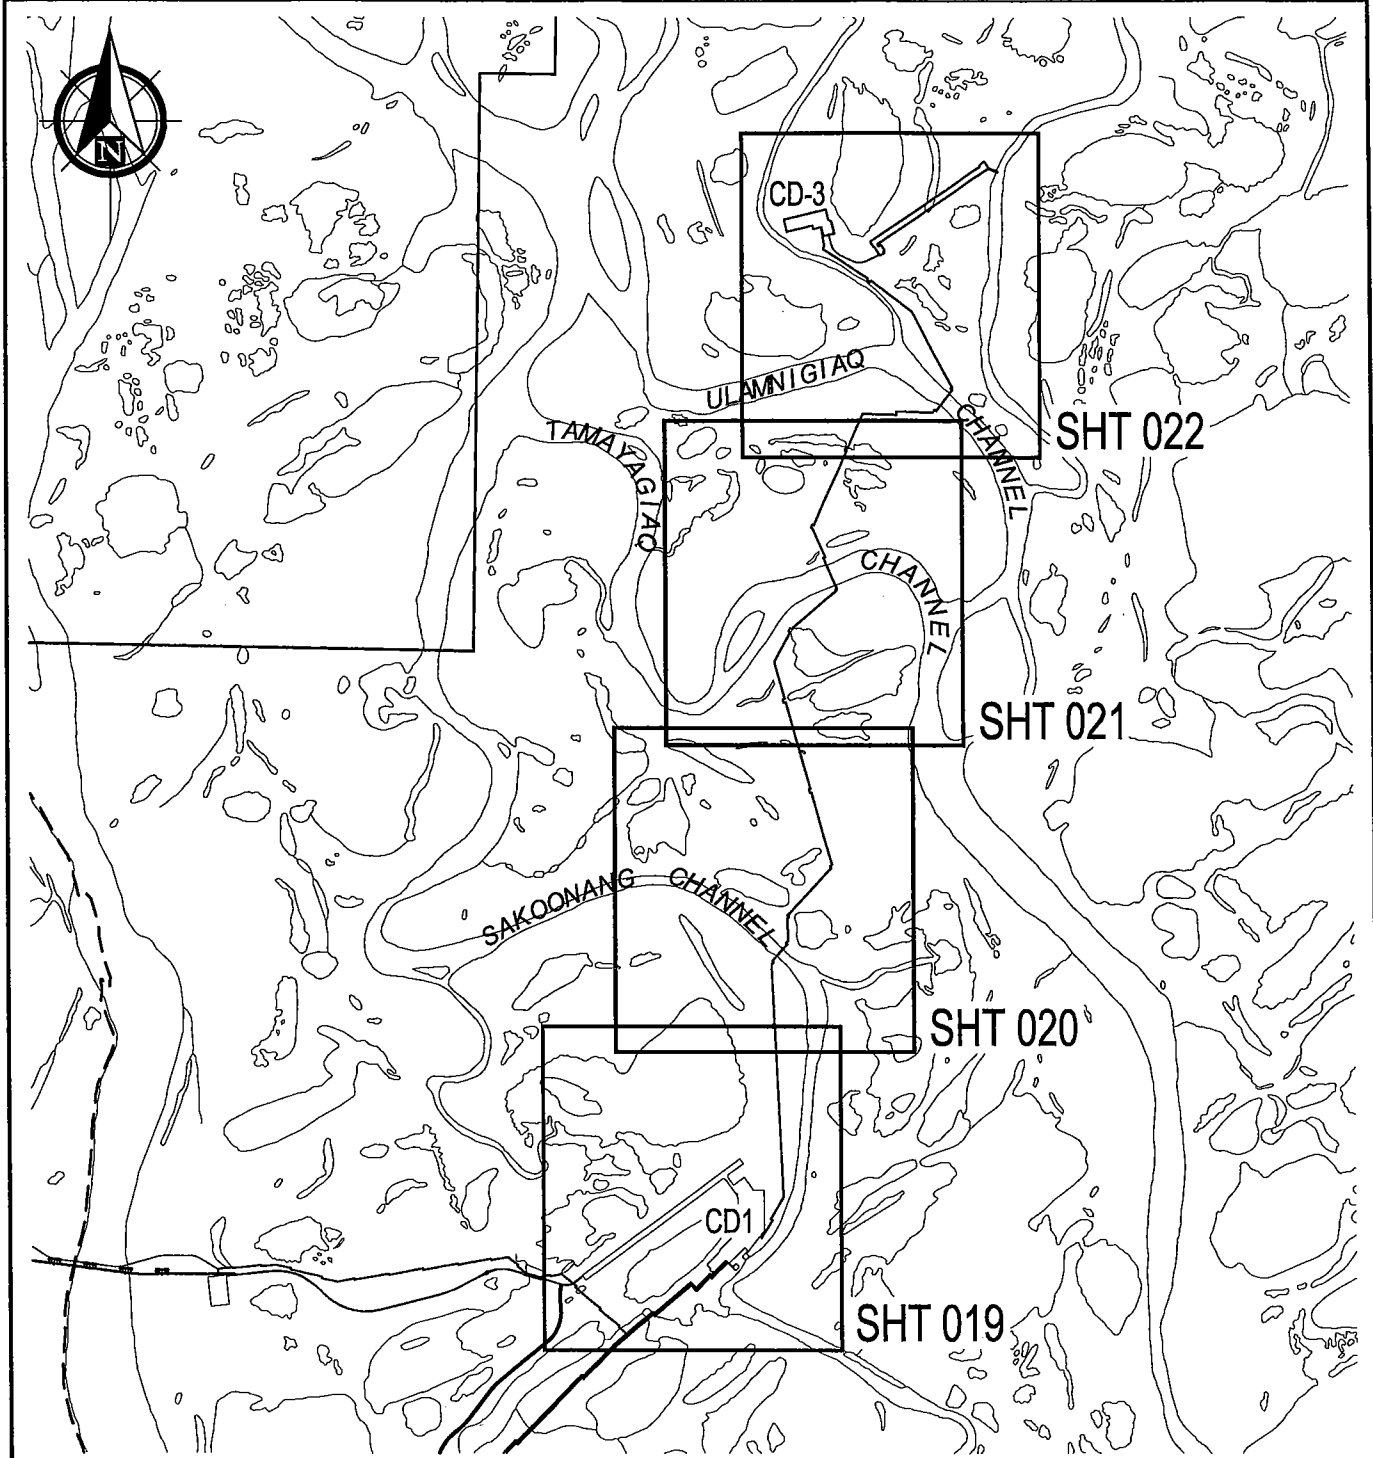 N
CD-3
ULAMNIGIAQ
CHANNEL
SHT 022
TAMAYAGIAQ
CHANNEL
SHT 021
SAKOONANG CHANNEL
SHT 020
CD1
SHT 019